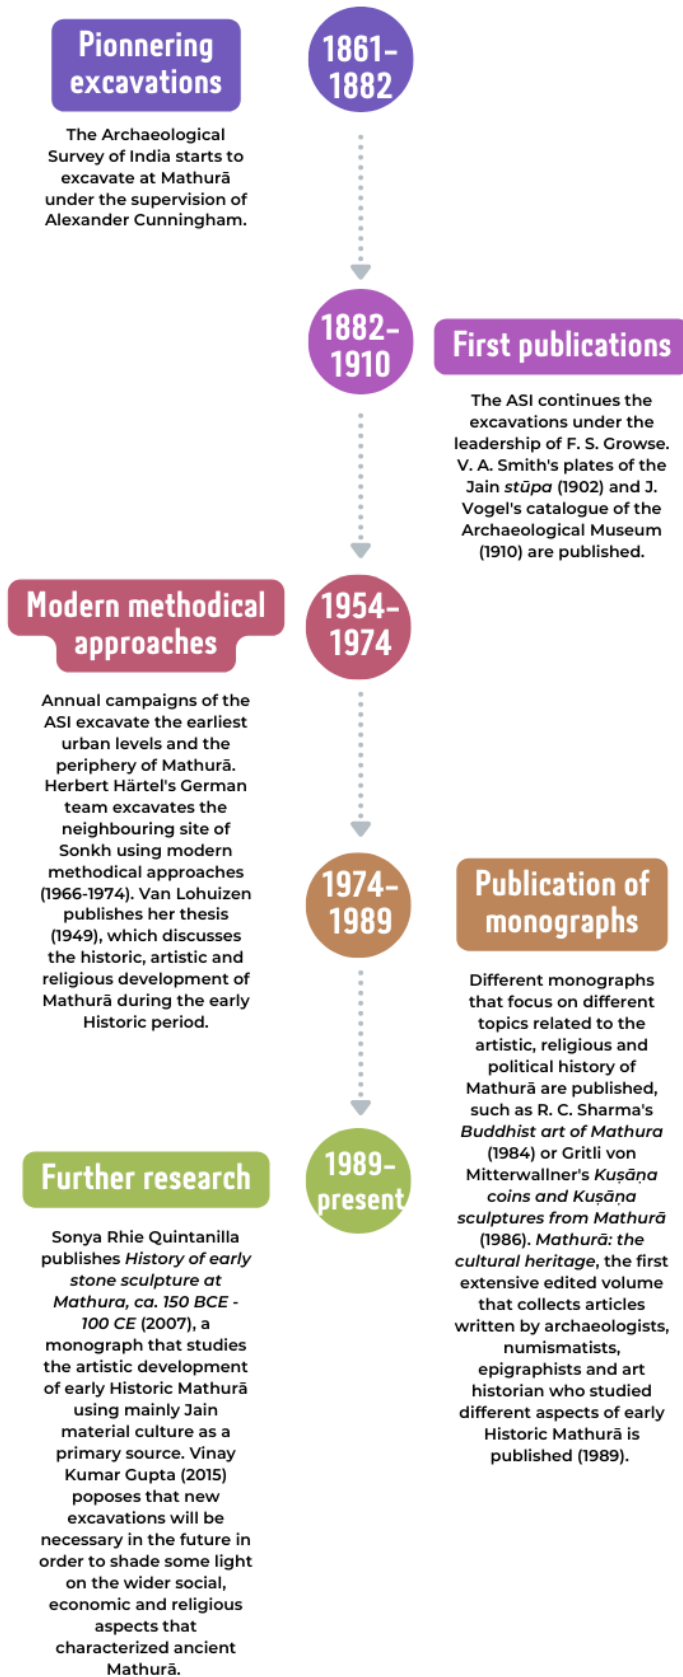 Pionnering
excavations
1861-
1882
The Archaeological
Survey of India starts to
excavate at Mathurā
under the supervision of
Alexander Cunningham.
1882-
1910
First publications
The ASI continues the
excavations under the
leadership of F. S. Growse.
V. A. Smith's plates of the
Jain stūpa (1902) and J.
Vogel's catalogue of the
Archaeological Museum
(1910) are published.
Modern methodical
approaches
1954-
1974
Annual campaigns of the
ASI excavate the earliest
urban levels and the
periphery of Mathurā.
Herbert Härtel's German
team excavates the
neighbouring site of
Sonkh using modern
methodical approaches
(1966-1974). Van Lohuizen
publishes her thesis
(1949), which discusses
the historic, artistic and
religious development of
Mathurā during the early
Historic period.
1974-
1989
Publication of
monographs
Different monographs
that focus on different
topics related to the
artistic, religious and
political history of
Mathurā are published,
such as R. C. Sharma's
Buddhist art of Mathura
(1984) or Gritli von
Mitterwallner's Kuṣāṇa
coins and Kuṣāṇa
sculptures from Mathurā
(1986). Mathurā: the
cultural heritage, the first
extensive edited volume
that collects articles
written by archaeologists,
numismatists,
epigraphists and art
historian who studied
different aspects of early
Historic Mathurā is
published (1989).
Further research
1989-
present
Sonya Rhie Quintanilla
publishes History of early
stone sculpture at
Mathura, ca. 150 BCE -
100 CE (2007), a
monograph that studies
the artistic development
of early Historic Mathurā
using mainly Jain
material culture as a
primary source. Vinay
Kumar Gupta (2015)
poposes that new
excavations will be
necessary in the future in
order to shade some light
on the wider social,
economic and religious
aspects that
characterized ancient
Mathurā.